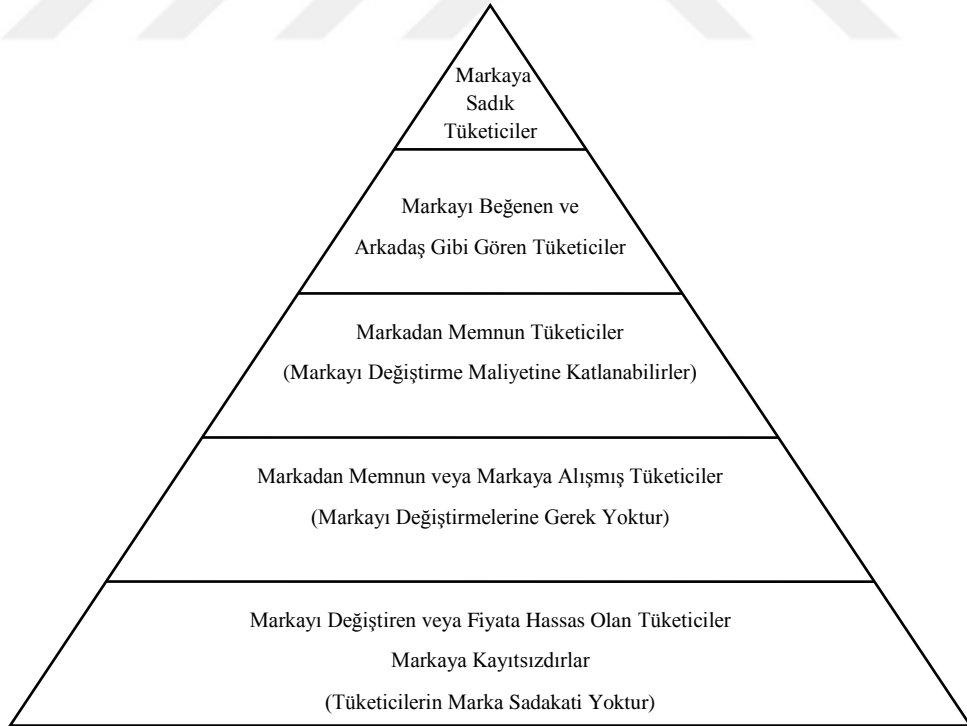 Markaya
Sadık
Tüketiciler
Markayı Beğenen ve
Arkadaş Gibi Gören Tüketiciler
Markadan Memnun Tüketiciler
(Markayı Değiştirme Maliyetine Katlanabilirler)
Markadan Memnun veya Markaya Alışmış Tüketiciler
(Markayı Değiştirmelerine Gerek Yoktur)
Markayı Değiştiren veya Fiyata Hassas Olan Tüketiciler
Markaya Kayıtsızdırlar
(Tüketicilerin Marka Sadakati Yoktur)